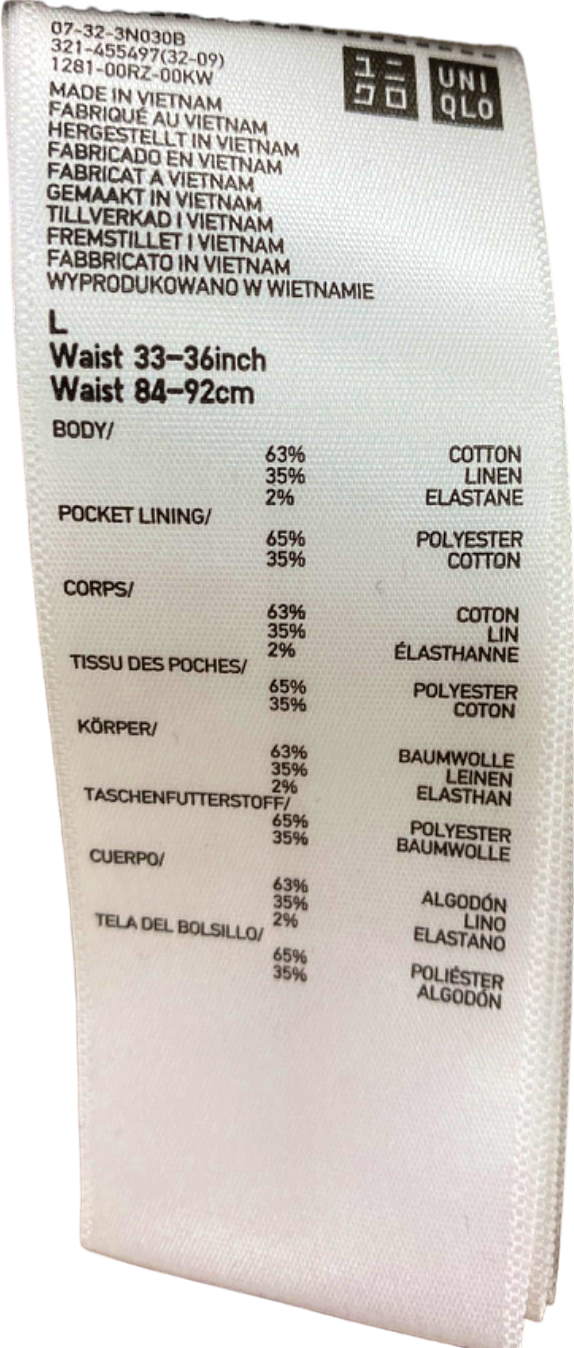 07-32-3N030B
321-455497(32-09)
1281-00RZ-00KW
ユニ
クロ
UNI
QLO
MADE IN VIETNAM
FABRIQUÉ AU VIETNAM
HERGESTELLT IN VIETNAM
FABRICADO EN VIETNAM
FABRICAT A VIETNAM
GEMAAKT IN VIETNAM
TILLVERKAD I VIETNAM
FREMSTILLET I VIETNAM
FABBRICATO IN VIETNAM
WYPRODUKOWANO W WIETNAMIE
L
Waist 33–36inch
Waist 84–92cm
BODY/
63% COTTON
35% LINEN
2% ELASTANE
POCKET LINING/
65% POLYESTER
35% COTTON
CORPS/
63% COTON
35% LIN
2% ÉLASTHANNE
TISSU DES POCHES/
65% POLYESTER
35% COTON
KÖRPER/
63% BAUMWOLLE
35% LEINEN
2% ELASTHAN
TASCHENFUTTERSTOFF/
65% POLYESTER
35% BAUMWOLLE
CUERPO/
63% ALGODÓN
35% LINO
2% ELASTANO
TELA DEL BOLSILLO/
65% POLIÉSTER
35% ALGODÓN